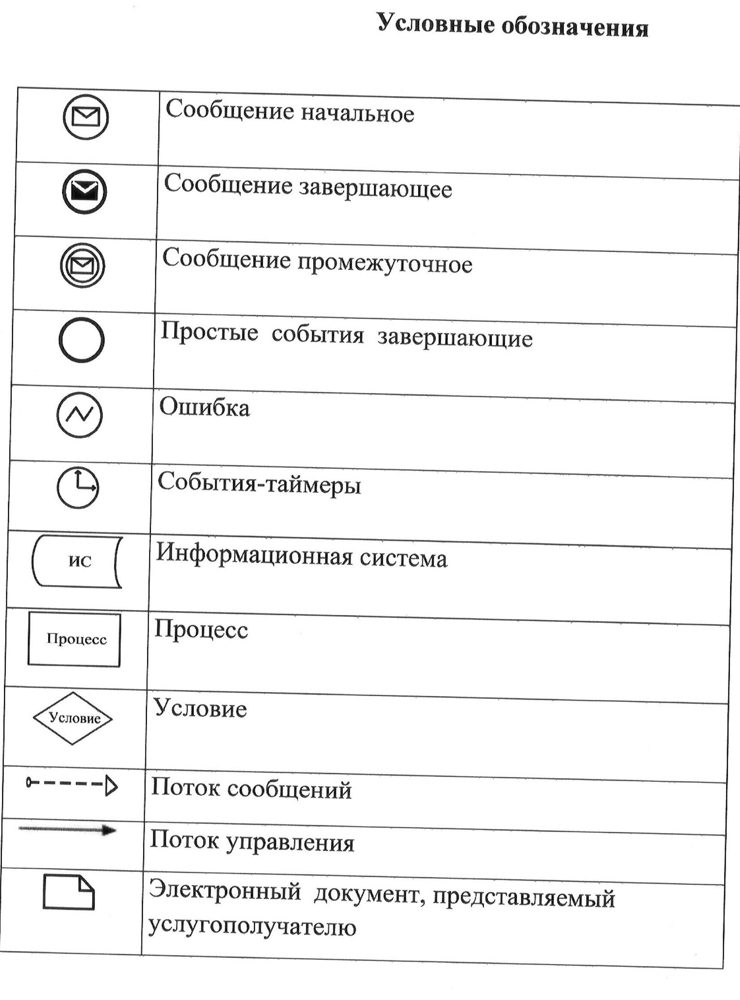 Условные обозначения
Сообщение начальное
Сообщение завершающее
Сообщение промежуточное
Простые события завершающие
Ошибка
События-таймеры
ИС
Информационная система
Процесс
Процесс
Условие
Условие
Поток сообщений
Поток управления
Электронный документ, представляемый
услугополучателю